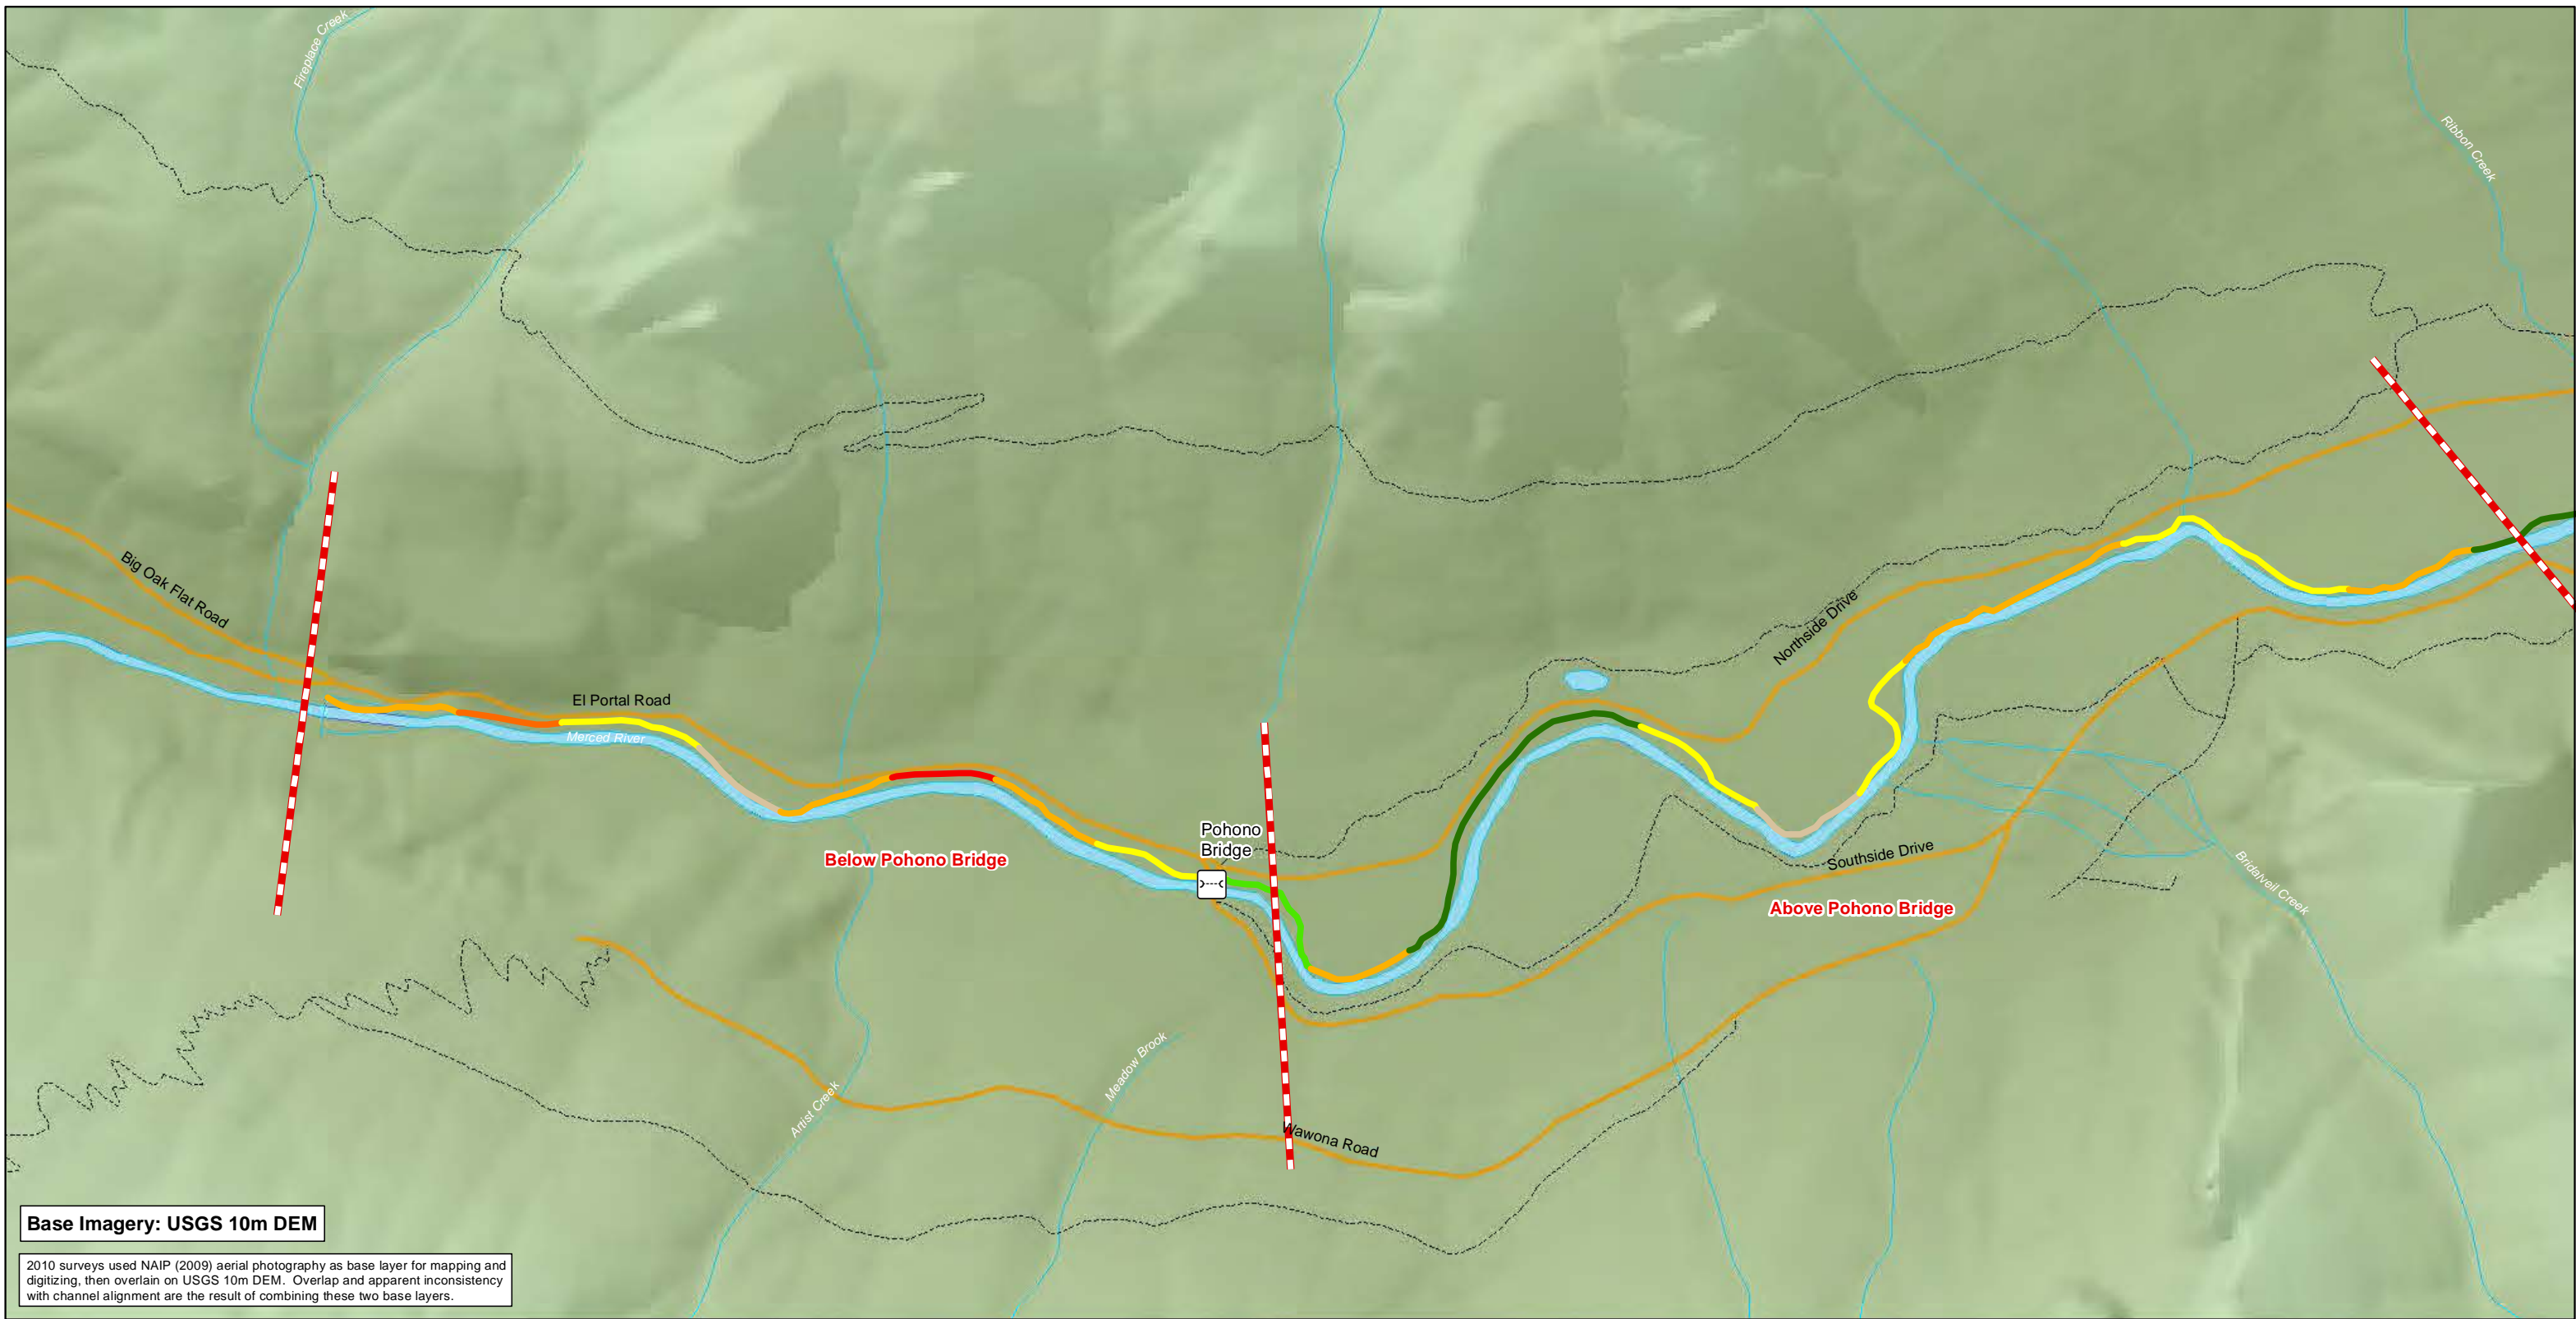 Fireplace Creek
Ribbon Creek
Big Oak Flat Road
El Portal Road
Merced River
Northside Drive
Pohono
Bridge
Below Pohono Bridge
Southside Drive
Above Pohono Bridge
Bridalveil Creek
Meadow Brook
Artist Creek
Wawona Road
Base Imagery: USGS 10m DEM
2010 surveys used NAIP (2009) aerial photography as base layer for mapping and
digitizing, then overlain on USGS 10m DEM. Overlap and apparent inconsistency
with channel alignment are the result of combining these two base layers.